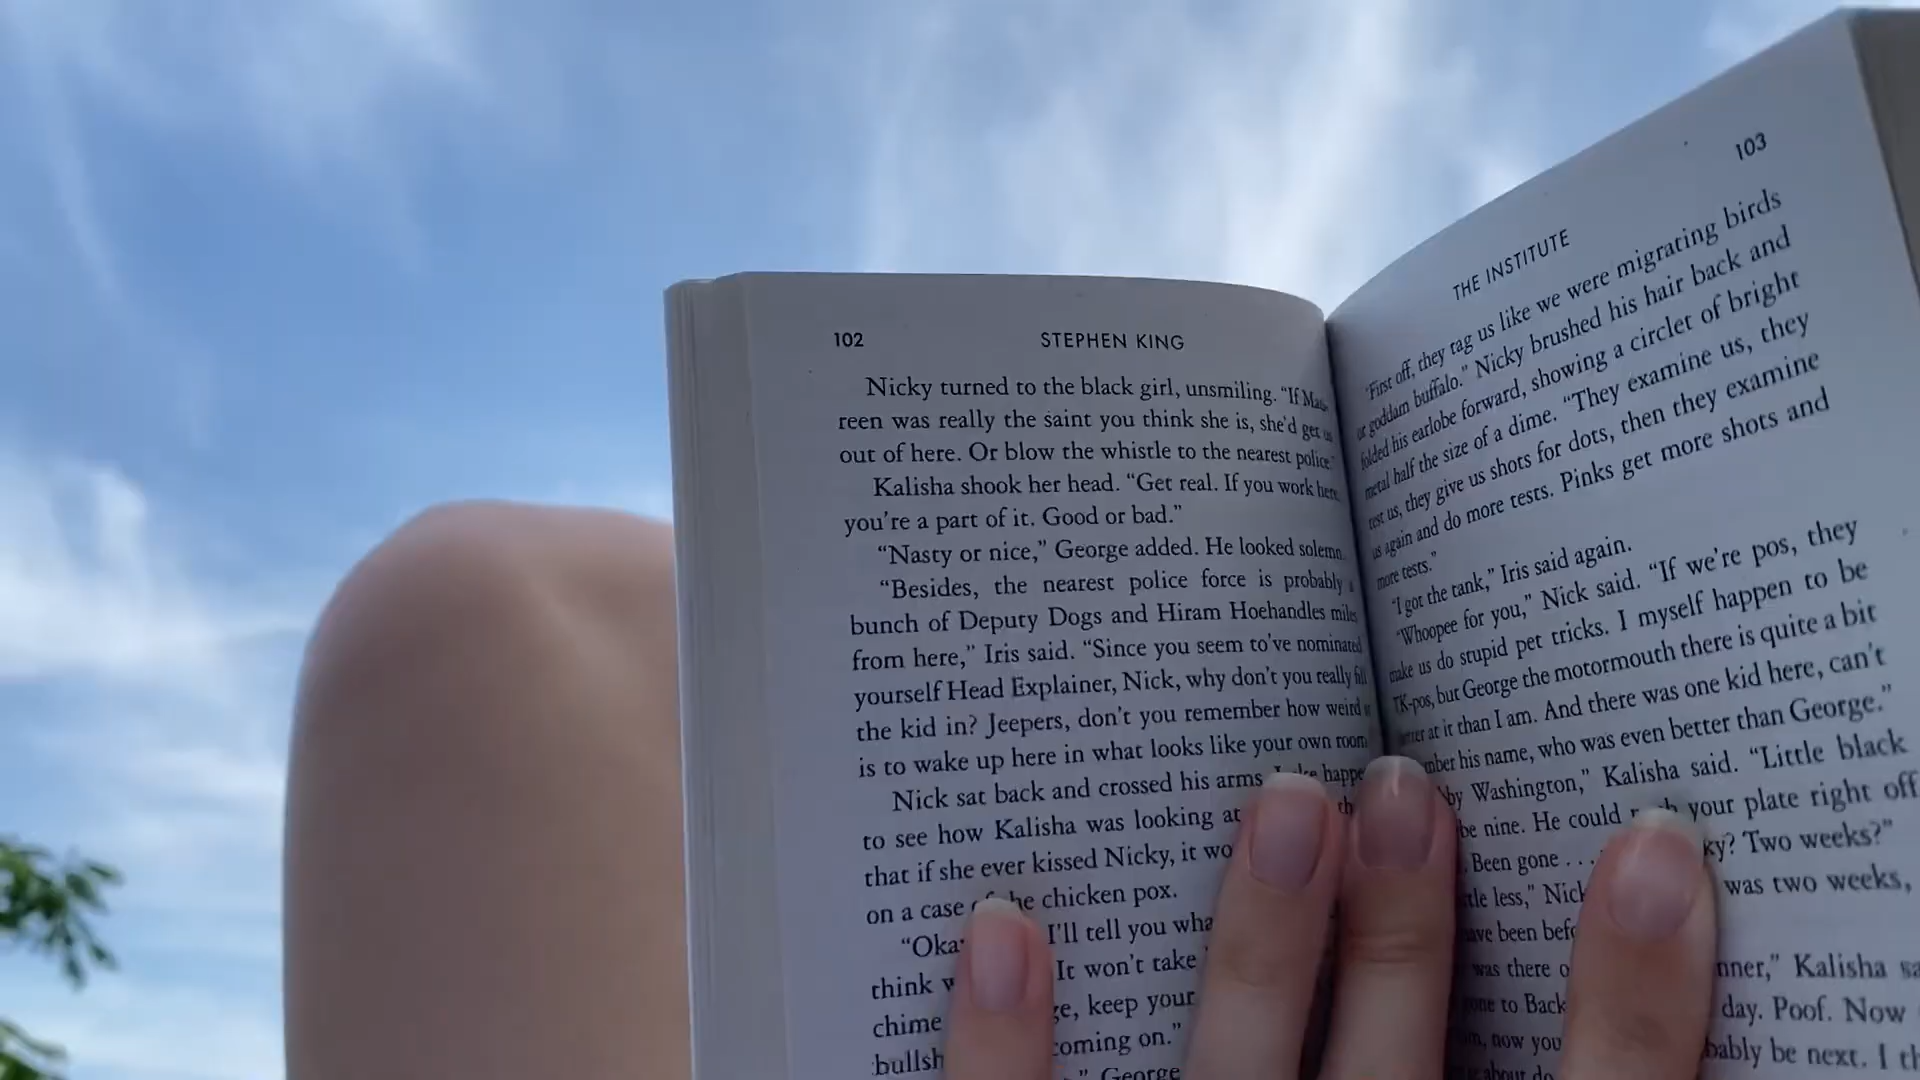 102
STEPHEN KING
Nicky turned to the black girl, unsmiling. “If Mau-
reen was really the saint you think she is, she’d get us
out of here. Or blow the whistle to the nearest police.”
Kalisha shook her head. “Get real. If you work here,
you’re a part of it. Good or bad.”
“Nasty or nice,” George added. He looked solemn.
“Besides, the nearest police force is probably a
bunch of Deputy Dogs and Hiram Hoehandles miles
from here,” Iris said. “Since you seem to’ve nominated
yourself Head Explainer, Nick, why don’t you really fill
the kid in? Jeepers, don’t you remember how weird it
is to wake up here in what looks like your own room
Nick sat back and crossed his arms.
to see how Kalisha was looking at
that if she ever kissed Nicky, it
on a case chicken pox.
I’ll tell you
think It won’t take
chime keep your
coming on.”
George
103
THE INSTITUTE
“First off, they tag us like we were migrating birds
or goddam buffalo.” Nicky brushed his hair back and
folded his earlobe forward, showing a circlet of bright
metal half the size of a dime. “They examine us, they
test us, they give us shots for dots, then they examine
us again and do more tests. Pinks get more shots and
more tests.”
“I got the tank,” Iris said again.
“Whoopee for you,” Nick said. “If we’re pos, they
make us do stupid pet tricks. I myself happen to be
TK-pos, but George the motormouth there is quite a bit
better at it than I am. And there was one kid here, can’t
his name, who was even better than George.”
Washington,” Kalisha said. “Little black
be nine. He could your plate right off
Been gone . . . Two weeks?”
less,” was two weeks,
have been
was there Kalisha
to Back day. Poof. Now
now you be next. I
about